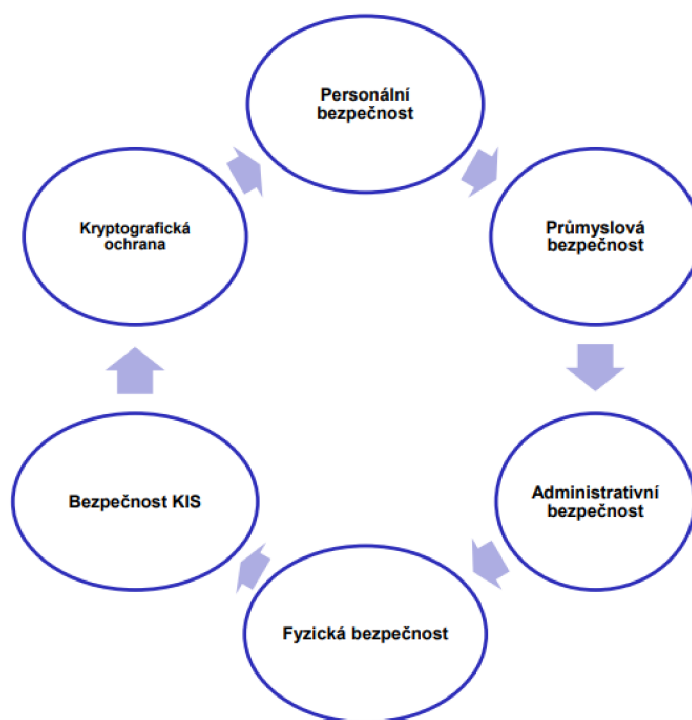 Personální
bezpečnost
Průmyslová
bezpečnost
Administrativní
bezpečnost
Fyzická bezpečnost
Bezpečnost KIS
Kryptografická
ochrana